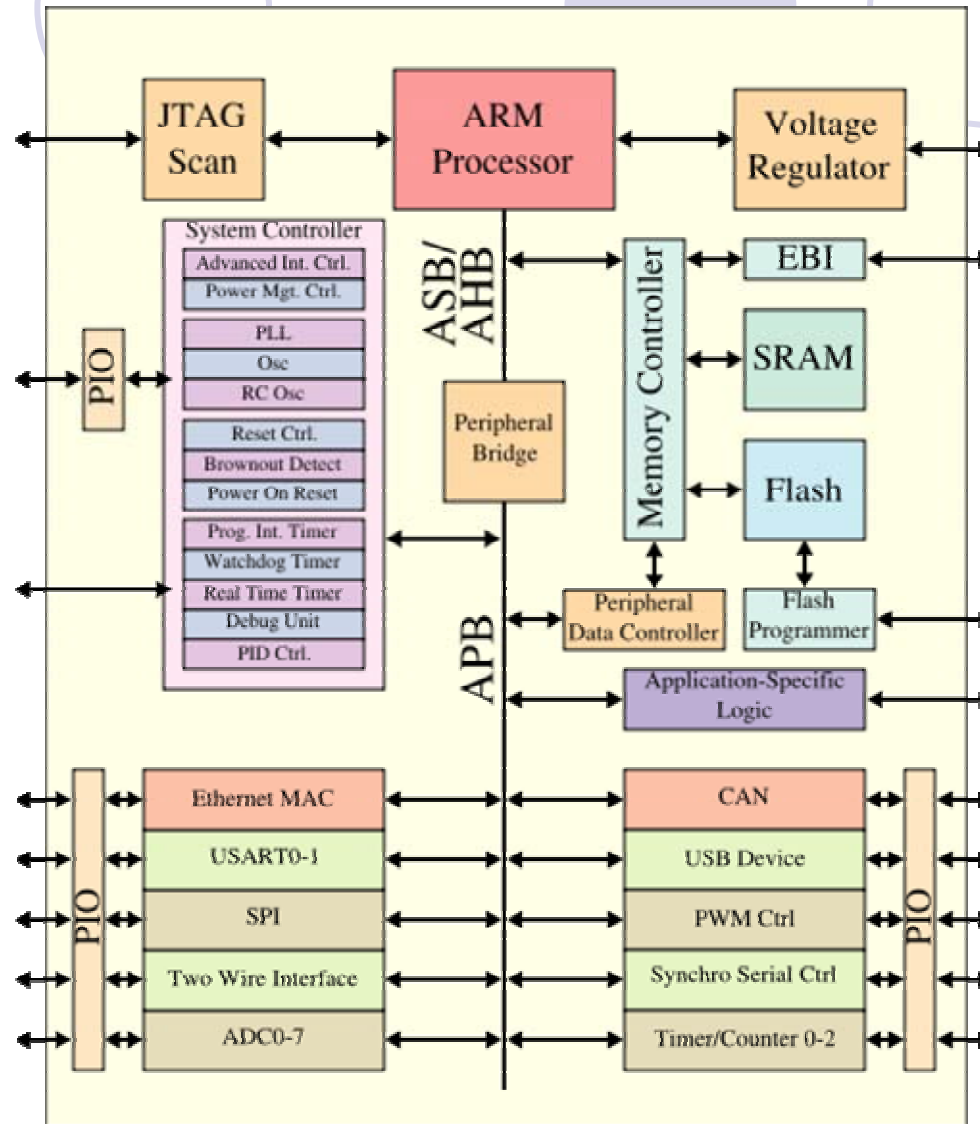 JTAG
Scan
ARM
Processor
Voltage
Regulator
System Controller
Advanced Int. Ctrl.
Power Mgt. Ctrl.
PLL
Osc
RC Osc
Reset Ctrl.
Brownout Detect
Power On Reset
Prog. Int. Timer
Watchdog Timer
Real Time Timer
Debug Unit
PID Ctrl.
PIO
ASB/
AHB
Peripheral
Bridge
APB
Memory Controller
EBI
SRAM
Flash
Peripheral
Data Controller
Flash
Programmer
Application-Specific
Logic
PIO
Ethernet MAC
USART0-1
SPI
Two Wire Interface
ADC0-7
CAN
USB Device
PWM Ctrl
Synchro Serial Ctrl
Timer/Counter 0-2
PIO